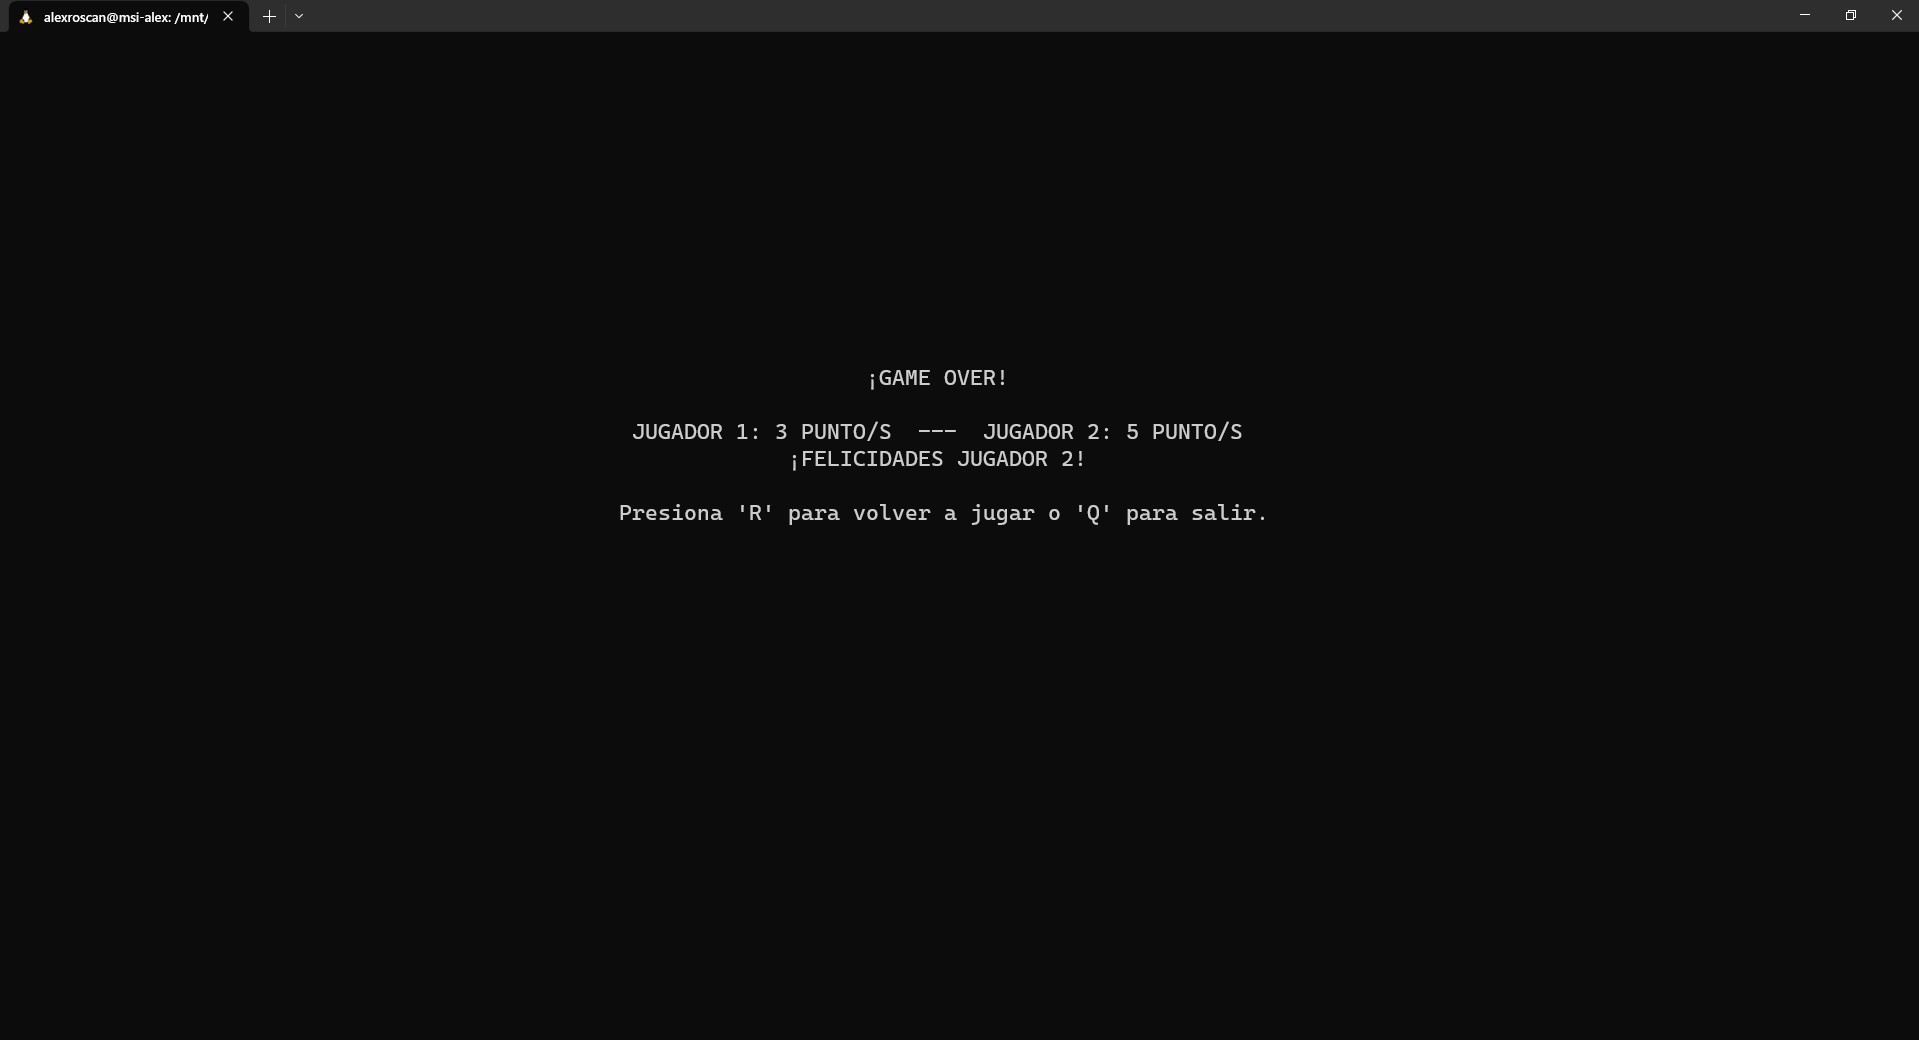 alexroscan@msi-alex: /mnt/
¡GAME OVER!
JUGADOR 1: 3 PUNTO/S  ---  JUGADOR 2: 5 PUNTO/S
¡FELICIDADES JUGADOR 2!
Presiona 'R' para volver a jugar o 'Q' para salir.